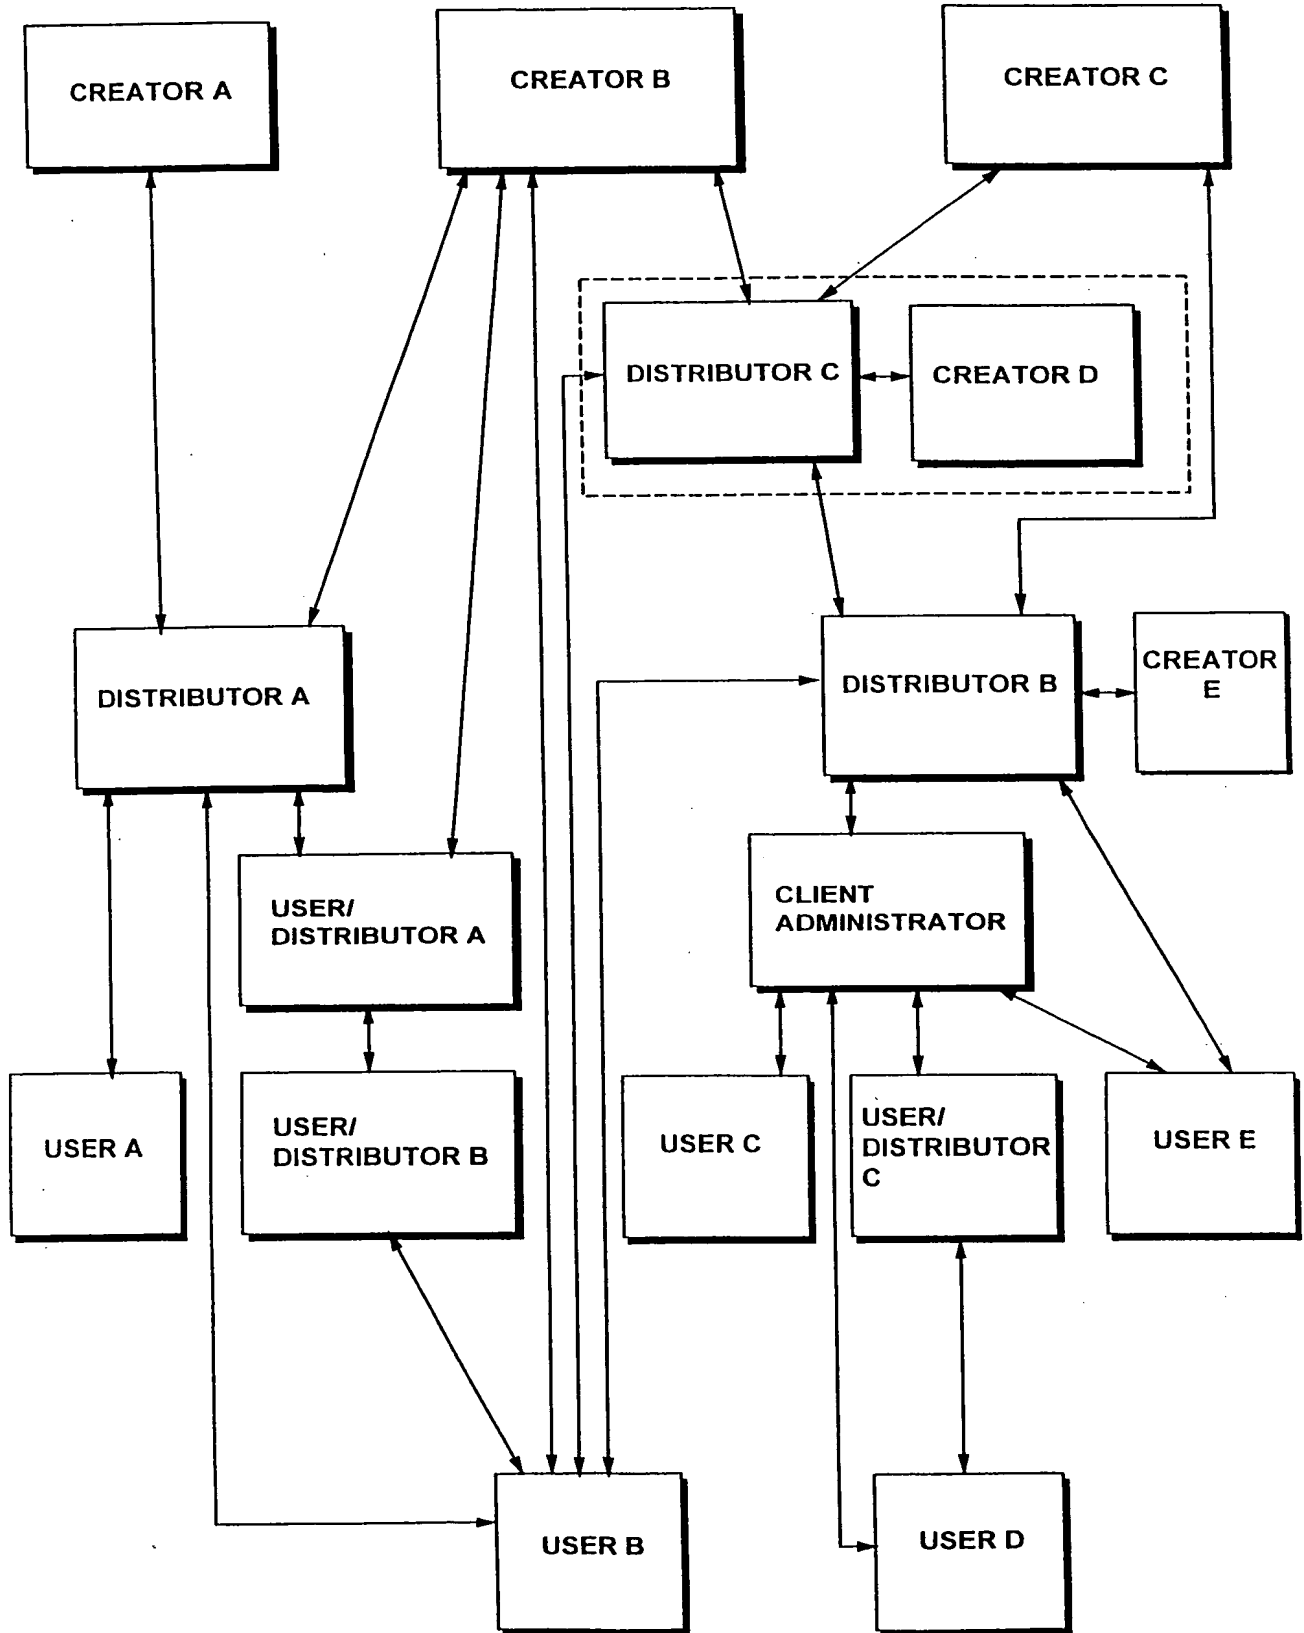 CREATOR A
CREATOR B
CREATOR C
DISTRIBUTOR C
CREATOR D
DISTRIBUTOR A
DISTRIBUTOR B
CREATOR
E
USER/
DISTRIBUTOR A
CLIENT
ADMINISTRATOR
USER A
USER/
DISTRIBUTOR B
USER C
USER/
DISTRIBUTOR
C
USER E
USER B
USER D